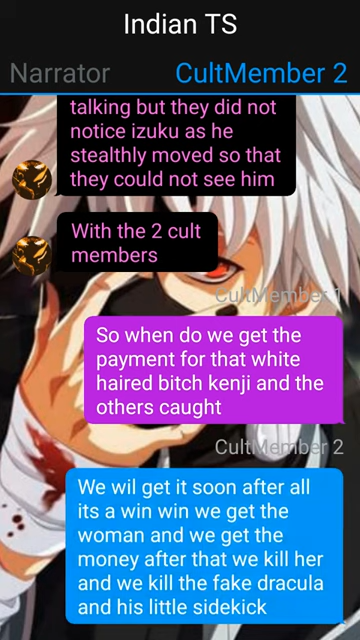 Indian TS
Narrator
CultMember 2
talking but they did not
notice izuku as he
stealthly moved so that
they could not see him
With the 2 cult
members
CultMember 1
So when do we get the
payment for that white
haired bitch kenji and the
others caught
CultMember 2
We wil get it soon after all
its a win win we get the
woman and we get the
money after that we kill her
and we kill the fake dracula
and his little sidekick